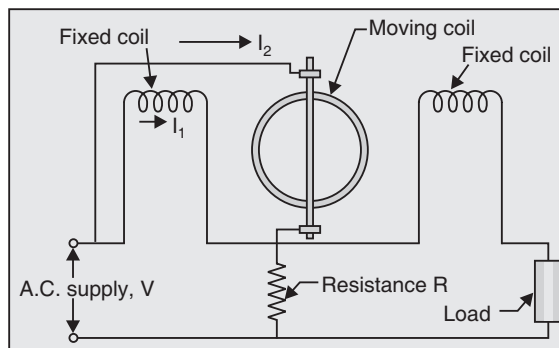 Fixed coil
I₂
Moving coil
Fixed coil
I₁
A.C. supply, V
Resistance R
Load